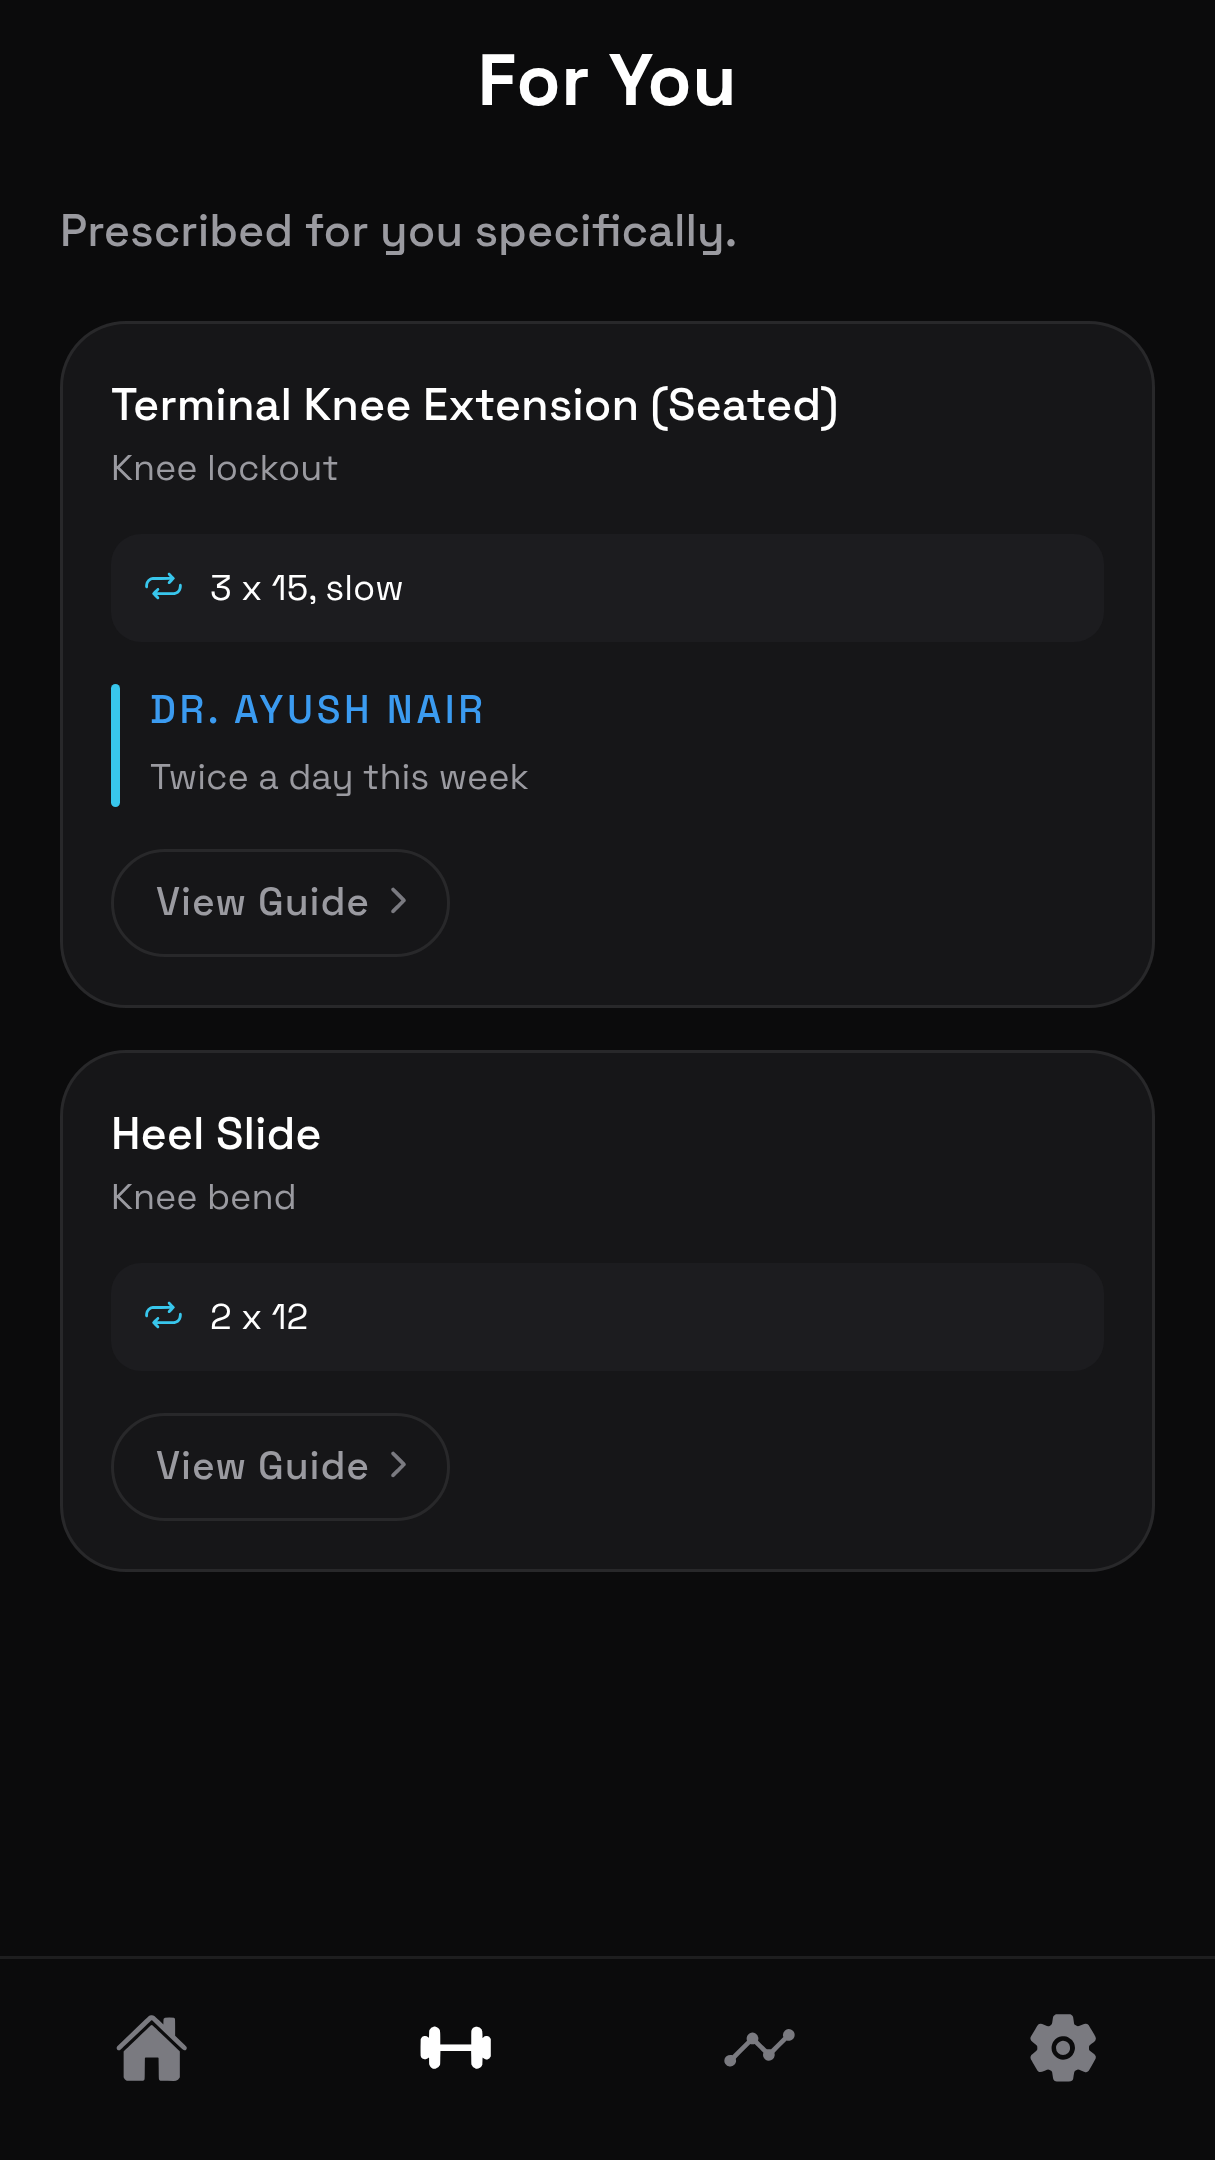 For You
Prescribed for you specifically.
Terminal Knee Extension (Seated)
Knee lockout
3 x 15, slow
DR. AYUSH NAIR
Twice a day this week
View Guide
Heel Slide
Knee bend
2 x 12
View Guide